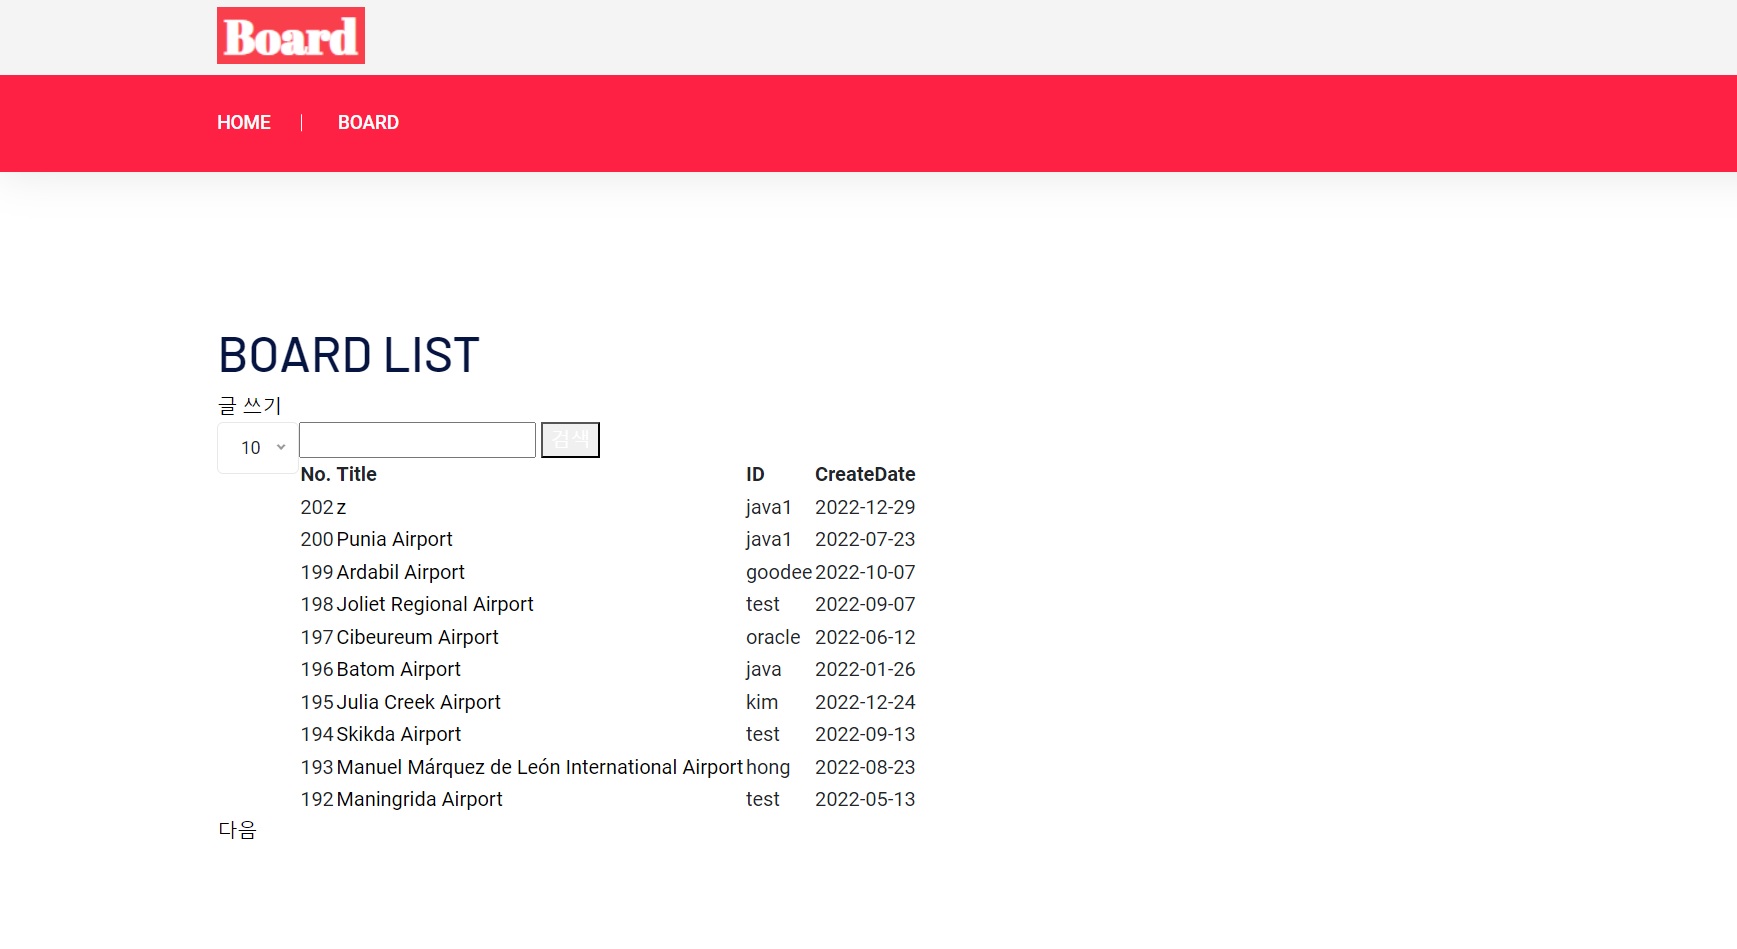 Board
HOME BOARD
BOARD LIST
글 쓰기
10 검색
No. Title ID CreateDate
202 z java1 2022-12-29
200 Punia Airport java1 2022-07-23
199 Ardabil Airport goodee 2022-10-07
198 Joliet Regional Airport test 2022-09-07
197 Cibeureum Airport oracle 2022-06-12
196 Batom Airport java 2022-01-26
195 Julia Creek Airport kim 2022-12-24
194 Skikda Airport test 2022-09-13
193 Manuel Márquez de León International Airport hong 2022-08-23
192 Maningrida Airport test 2022-05-13
다음